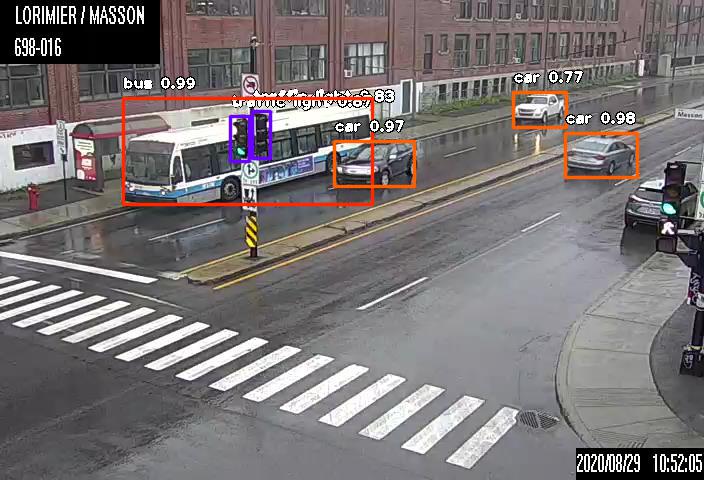 LORIMIER / MASSON
698-016
bus 0.99
car 0.77
car 0.97
car 0.98
Masson
2020/08/29 10:52:05